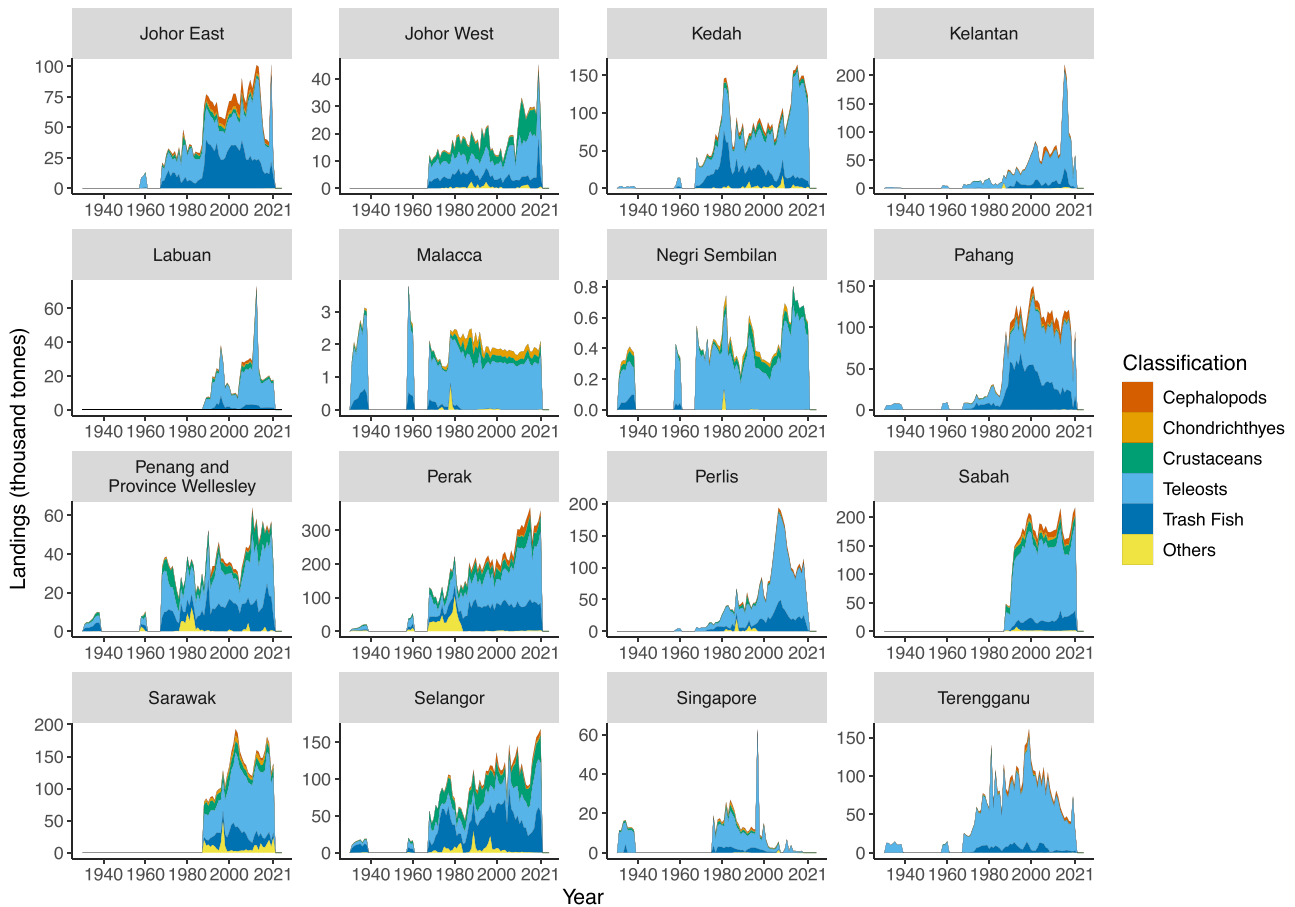 Johor East
Johor West
Kedah
Kelantan
100
75
50
25
0
40
30
20
10
0
150
100
50
0
200
150
100
50
0
1940 1960 1980 2000 2021
1940 1960 1980 2000 2021
1940 1960 1980 2000 2021
1940 1960 1980 2000 2021
Labuan
Malacca
Negri Sembilan
Pahang
60
40
20
0
3
2
1
0
0.8
0.6
0.4
0.2
0.0
150
100
50
0
1940 1960 1980 2000 2021
1940 1960 1980 2000 2021
1940 1960 1980 2000 2021
1940 1960 1980 2000 2021
Penang and
Province Wellesley
Perak
Perlis
Sabah
60
40
20
0
300
200
100
0
200
150
100
50
0
200
150
100
50
0
1940 1960 1980 2000 2021
1940 1960 1980 2000 2021
1940 1960 1980 2000 2021
1940 1960 1980 2000 2021
Sarawak
Selangor
Singapore
Terengganu
200
150
100
50
0
150
100
50
0
60
40
20
0
150
100
50
0
1940 1960 1980 2000 2021
1940 1960 1980 2000 2021
1940 1960 1980 2000 2021
1940 1960 1980 2000 2021
Landings (thousand tonnes)
Year
Classification
Cephalopods
Chondrichthyes
Crustaceans
Teleosts
Trash Fish
Others